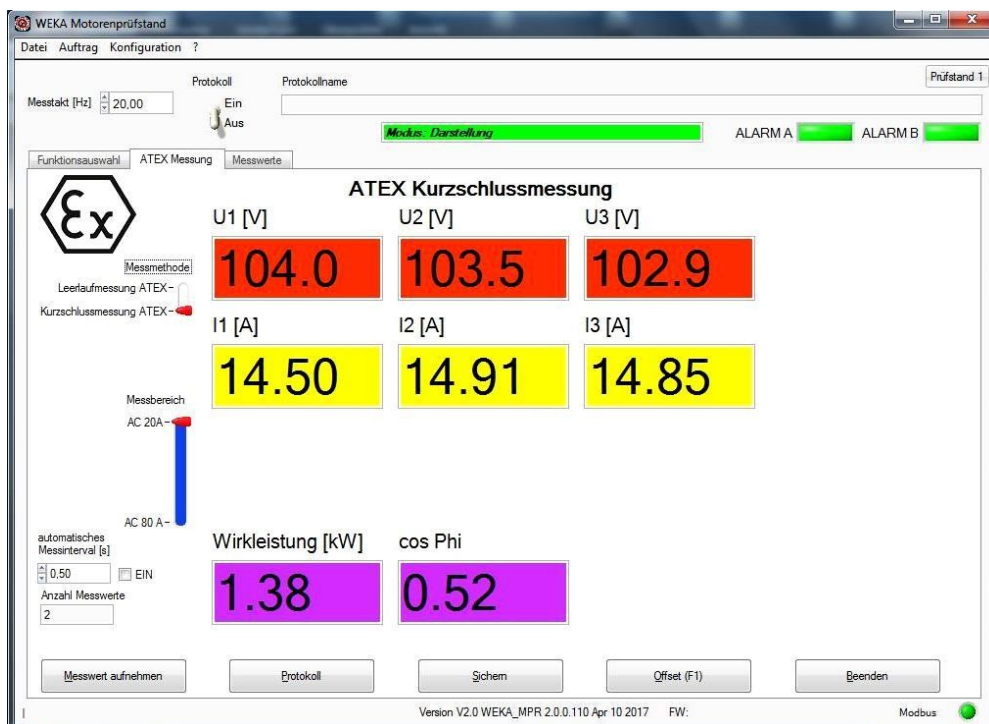 WEKA Motorenprüfstand
Datei Auftrag Konfiguration ?
Prüfstand 1
Protokoll
Protokollname
Messtakt [Hz] 20,00
Ein
Aus
Modus: Darstellung
ALARM A
ALARM B
Funktionsauswahl
ATEX Messung
Messwerte
Ex
ATEX Kurzschlussmessung
U1 [V]
U2 [V]
U3 [V]
104.0
103.5
102.9
Messmethode
Leerlaufmessung ATEX
Kurzschlussmessung ATEX
I1 [A]
I2 [A]
I3 [A]
14.50
14.91
14.85
Messbereich
AC 20A
AC 80 A
automatisches
Messinterval [s]
0,50
EIN
Anzahl Messwerte
2
Wirkleistung [kW]
cos Phi
1.38
0.52
Messwert aufnehmen
Protokoll
Sichern
Offset (F1)
Beenden
Version V2.0 WEKA_MPR 2.0.0.110 Apr 10 2017 FW:
Modbus